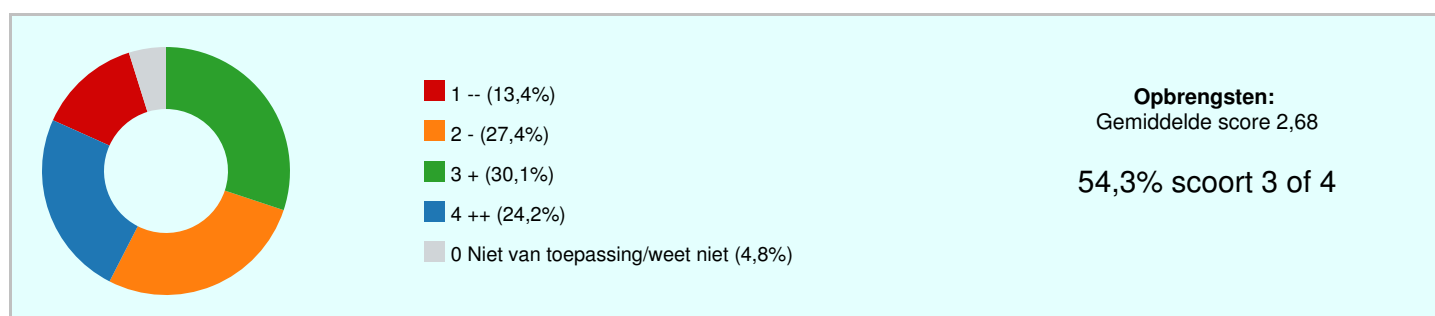 1 -- (13,4%)
2 - (27,4%)
3 + (30,1%)
4 ++ (24,2%)
0 Niet van toepassing/weet niet (4,8%)
Opbrengsten:
Gemiddelde score 2,68
54,3% scoort 3 of 4